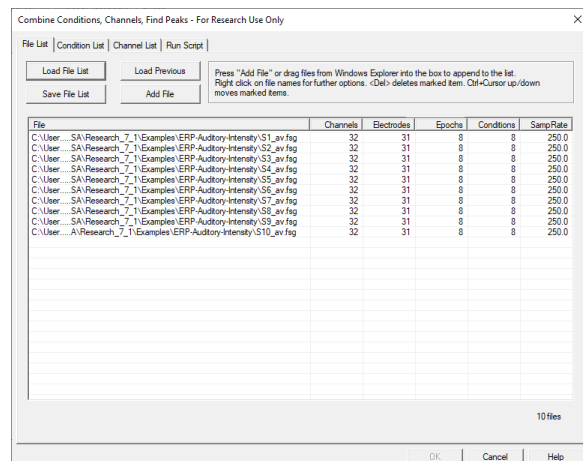 Combine Conditions, Channels, Find Peaks - For Research Use Only
File List Condition List Channel List Run Script
Load File List Load Previous
Save File List Add File
Press "Add File" or drag files from Windows Explorer into the box to append to the list.
Right click on file names for further options. <Del> deletes marked item. Ctrl+Cursor up/down
moves marked items.
File Channels Electrodes Epochs Conditions SampRate
C:\User.....SA\Research_7_1\Examples\ERP-Auditory-Intensity\S1_av.fsg 32 31 8 8 250.0
C:\User.....SA\Research_7_1\Examples\ERP-Auditory-Intensity\S2_av.fsg 32 31 8 8 250.0
C:\User.....SA\Research_7_1\Examples\ERP-Auditory-Intensity\S3_av.fsg 32 31 8 8 250.0
C:\User.....SA\Research_7_1\Examples\ERP-Auditory-Intensity\S4_av.fsg 32 31 8 8 250.0
C:\User.....SA\Research_7_1\Examples\ERP-Auditory-Intensity\S5_av.fsg 32 31 8 8 250.0
C:\User.....SA\Research_7_1\Examples\ERP-Auditory-Intensity\S6_av.fsg 32 31 8 8 250.0
C:\User.....SA\Research_7_1\Examples\ERP-Auditory-Intensity\S7_av.fsg 32 31 8 8 250.0
C:\User.....SA\Research_7_1\Examples\ERP-Auditory-Intensity\S8_av.fsg 32 31 8 8 250.0
C:\User.....SA\Research_7_1\Examples\ERP-Auditory-Intensity\S9_av.fsg 32 31 8 8 250.0
C:\User.....A\Research_7_1\Examples\ERP-Auditory-Intensity\S10_av.fsg 32 31 8 8 250.0
10 files
OK Cancel Help